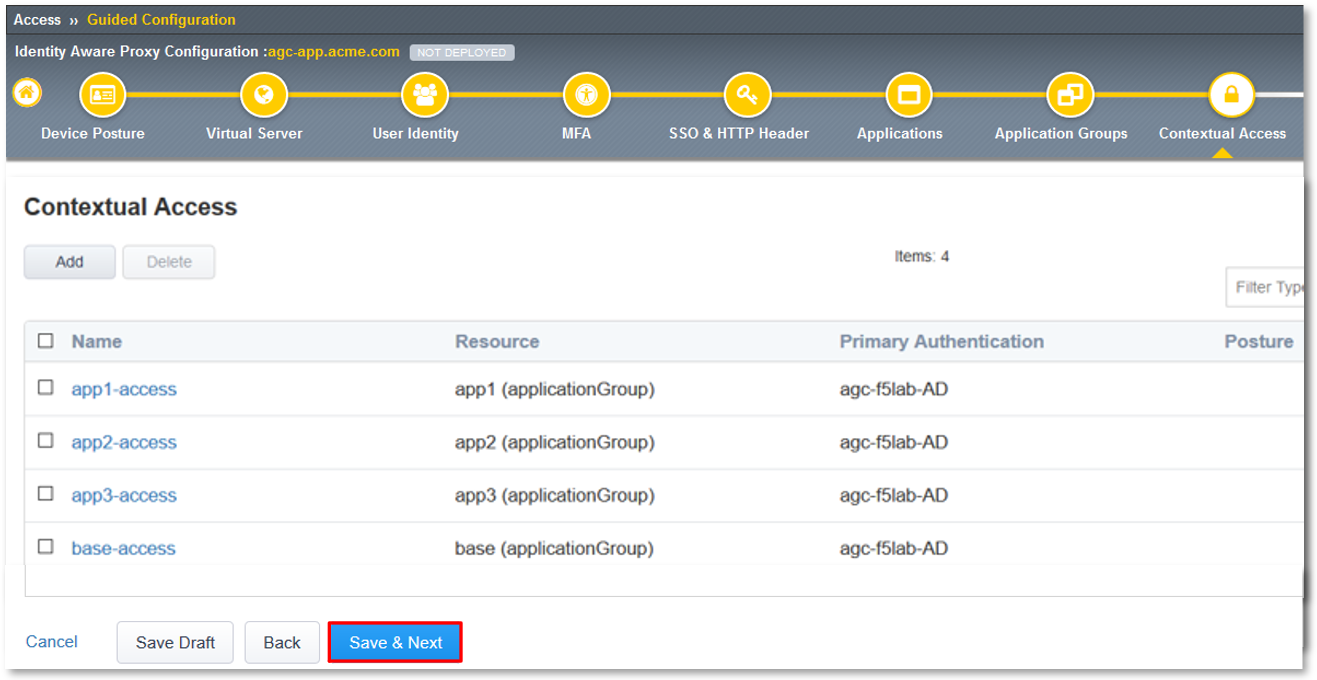 Access » Guided Configuration
Identity Aware Proxy Configuration :agc-app.acme.com NOT DEPLOYED
Device Posture Virtual Server User Identity MFA SSO & HTTP Header Applications Application Groups Contextual Access
Contextual Access
Add Delete Items: 4
Filter Type
Name Resource Primary Authentication Posture
app1-access app1 (applicationGroup) agc-f5lab-AD
app2-access app2 (applicationGroup) agc-f5lab-AD
app3-access app3 (applicationGroup) agc-f5lab-AD
base-access base (applicationGroup) agc-f5lab-AD
Cancel Save Draft Back Save & Next